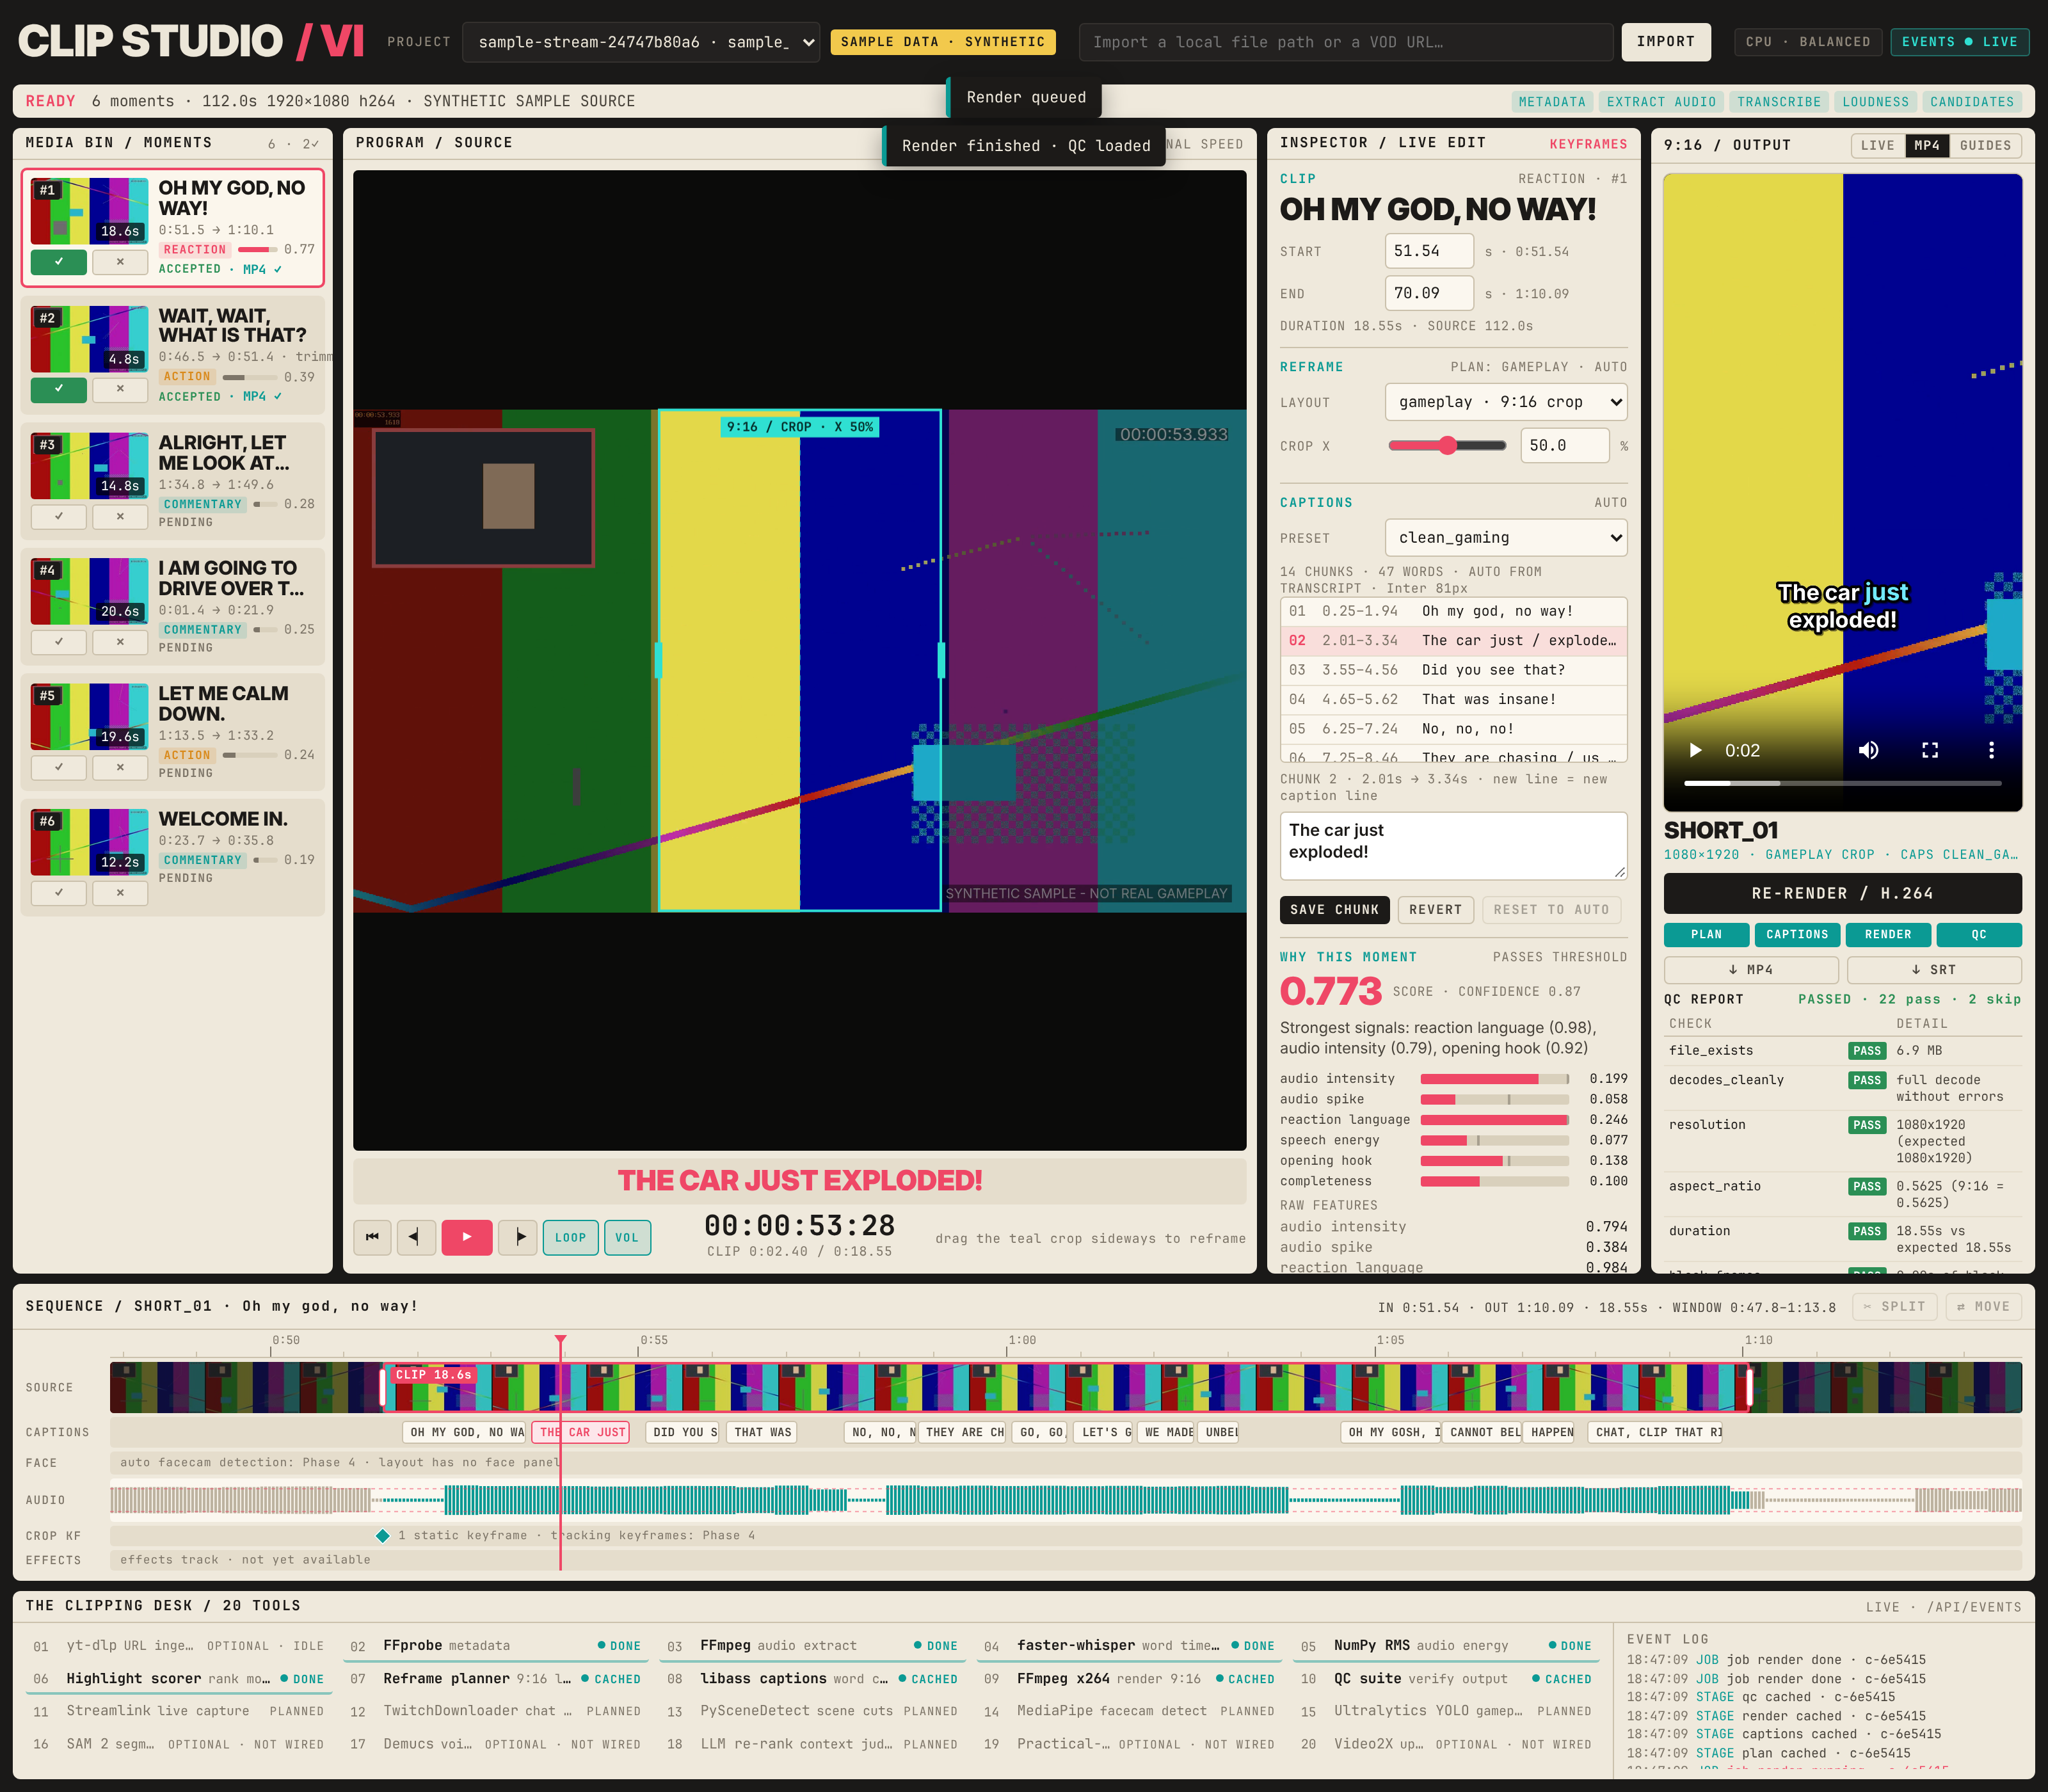 CLIP STUDIO / VI
PROJECT
sample-stream-24747b80a6 · sample_
SAMPLE DATA · SYNTHETIC
Import a local file path or a VOD URL…
IMPORT
CPU · BALANCED
EVENTS ● LIVE
READY 6 moments · 112.0s 1920×1080 h264 · SYNTHETIC SAMPLE SOURCE
METADATA EXTRACT AUDIO TRANSCRIBE LOUDNESS CANDIDATES
Render queued
Render finished · QC loaded
MEDIA BIN / MOMENTS 6 · 2✓
#1
18.6s
OH MY GOD, NO
WAY!
0:51.5 → 1:10.1
REACTION 0.77
ACCEPTED · MP4 ✓
#2
4.8s
WAIT, WAIT,
WHAT IS THAT?
0:46.5 → 0:51.4 · trimm
ACTION 0.39
ACCEPTED · MP4 ✓
#3
14.8s
ALRIGHT, LET
ME LOOK AT…
1:34.8 → 1:49.6
COMMENTARY 0.28
PENDING
#4
20.6s
I AM GOING TO
DRIVE OVER T…
0:01.4 → 0:21.9
COMMENTARY 0.25
PENDING
#5
19.6s
LET ME CALM
DOWN.
1:13.5 → 1:33.2
ACTION 0.24
PENDING
#6
12.2s
WELCOME IN.
0:23.7 → 0:35.8
COMMENTARY 0.19
PENDING
PROGRAM / SOURCE
NAL SPEED
00:00:53.933
1618
9:16 / CROP · X 50%
00:00:53.933
SYNTHETIC SAMPLE - NOT REAL GAMEPLAY
THE CAR JUST EXPLODED!
LOOP VOL
00:00:53:28
CLIP 0:02.40 / 0:18.55
drag the teal crop sideways to reframe
INSPECTOR / LIVE EDIT KEYFRAMES
CLIP REACTION · #1
OH MY GOD, NO WAY!
START 51.54 s · 0:51.54
END 70.09 s · 1:10.09
DURATION 18.55s · SOURCE 112.0s
REFRAME PLAN: GAMEPLAY · AUTO
LAYOUT gameplay · 9:16 crop
CROP X 50.0 %
CAPTIONS AUTO
PRESET clean_gaming
14 CHUNKS · 47 WORDS · AUTO FROM
TRANSCRIPT · Inter 81px
01 0.25–1.94 Oh my god, no way!
02 2.01–3.34 The car just / explode…
03 3.55–4.56 Did you see that?
04 4.65–5.62 That was insane!
05 6.25–7.24 No, no, no!
06 7.25–8.46 They are chasing / us …
CHUNK 2 · 2.01s → 3.34s · new line = new
caption line
The car just
exploded!
SAVE CHUNK REVERT RESET TO AUTO
WHY THIS MOMENT PASSES THRESHOLD
0.773 SCORE · CONFIDENCE 0.87
Strongest signals: reaction language (0.98),
audio intensity (0.79), opening hook (0.92)
audio intensity 0.199
audio spike 0.058
reaction language 0.246
speech energy 0.077
opening hook 0.138
completeness 0.100
RAW FEATURES
audio intensity 0.794
audio spike 0.384
reaction language 0.984
9:16 / OUTPUT LIVE MP4 GUIDES
The car just
exploded!
0:02
SHORT_01
1080×1920 · GAMEPLAY CROP · CAPS CLEAN_GA…
RE-RENDER / H.264
PLAN CAPTIONS RENDER QC
↓ MP4 ↓ SRT
QC REPORT PASSED · 22 pass · 2 skip
CHECK DETAIL
file_exists PASS 6.9 MB
decodes_cleanly PASS full decode
without errors
resolution PASS 1080x1920
(expected
1080x1920)
aspect_ratio PASS 0.5625 (9:16 =
0.5625)
duration PASS 18.55s vs
expected 18.55s
SEQUENCE / SHORT_01 · Oh my god, no way!
IN 0:51.54 · OUT 1:10.09 · 18.55s · WINDOW 0:47.8–1:13.8
✂ SPLIT ⇄ MOVE
0:50 0:55 1:00 1:05 1:10
SOURCE CLIP 18.6s
CAPTIONS OH MY GOD, NO WA THE CAR JUST DID YOU S THAT WAS NO, NO, N THEY ARE CH GO, GO, LET'S G WE MADE UNBEL OH MY GOSH, I CANNOT BEL HAPPEN CHAT, CLIP THAT RI
FACE auto facecam detection: Phase 4 · layout has no face panel
AUDIO
CROP KF 1 static keyframe · tracking keyframes: Phase 4
EFFECTS effects track · not yet available
THE CLIPPING DESK / 20 TOOLS LIVE · /API/EVENTS
01 yt-dlp URL inge… OPTIONAL · IDLE
02 FFprobe metadata ● DONE
03 FFmpeg audio extract ● DONE
04 faster-whisper word time… ● DONE
05 NumPy RMS audio energy ● DONE
06 Highlight scorer rank mo… ● DONE
07 Reframe planner 9:16 l… ● CACHED
08 libass captions word c… ● CACHED
09 FFmpeg x264 render 9:16 ● CACHED
10 QC suite verify output ● CACHED
11 Streamlink live capture PLANNED
12 TwitchDownloader chat … PLANNED
13 PySceneDetect scene cuts PLANNED
14 MediaPipe facecam detect PLANNED
15 Ultralytics YOLO gamep… PLANNED
16 SAM 2 segm… OPTIONAL · NOT WIRED
17 Demucs voi… OPTIONAL · NOT WIRED
18 LLM re-rank context jud… PLANNED
19 Practical-… OPTIONAL · NOT WIRED
20 Video2X up… OPTIONAL · NOT WIRED
EVENT LOG
18:47:09 JOB job render done · c-6e5415
18:47:09 JOB job render done · c-6e5415
18:47:09 STAGE qc cached · c-6e5415
18:47:09 STAGE render cached · c-6e5415
18:47:09 STAGE captions cached · c-6e5415
18:47:09 STAGE plan cached · c-6e5415